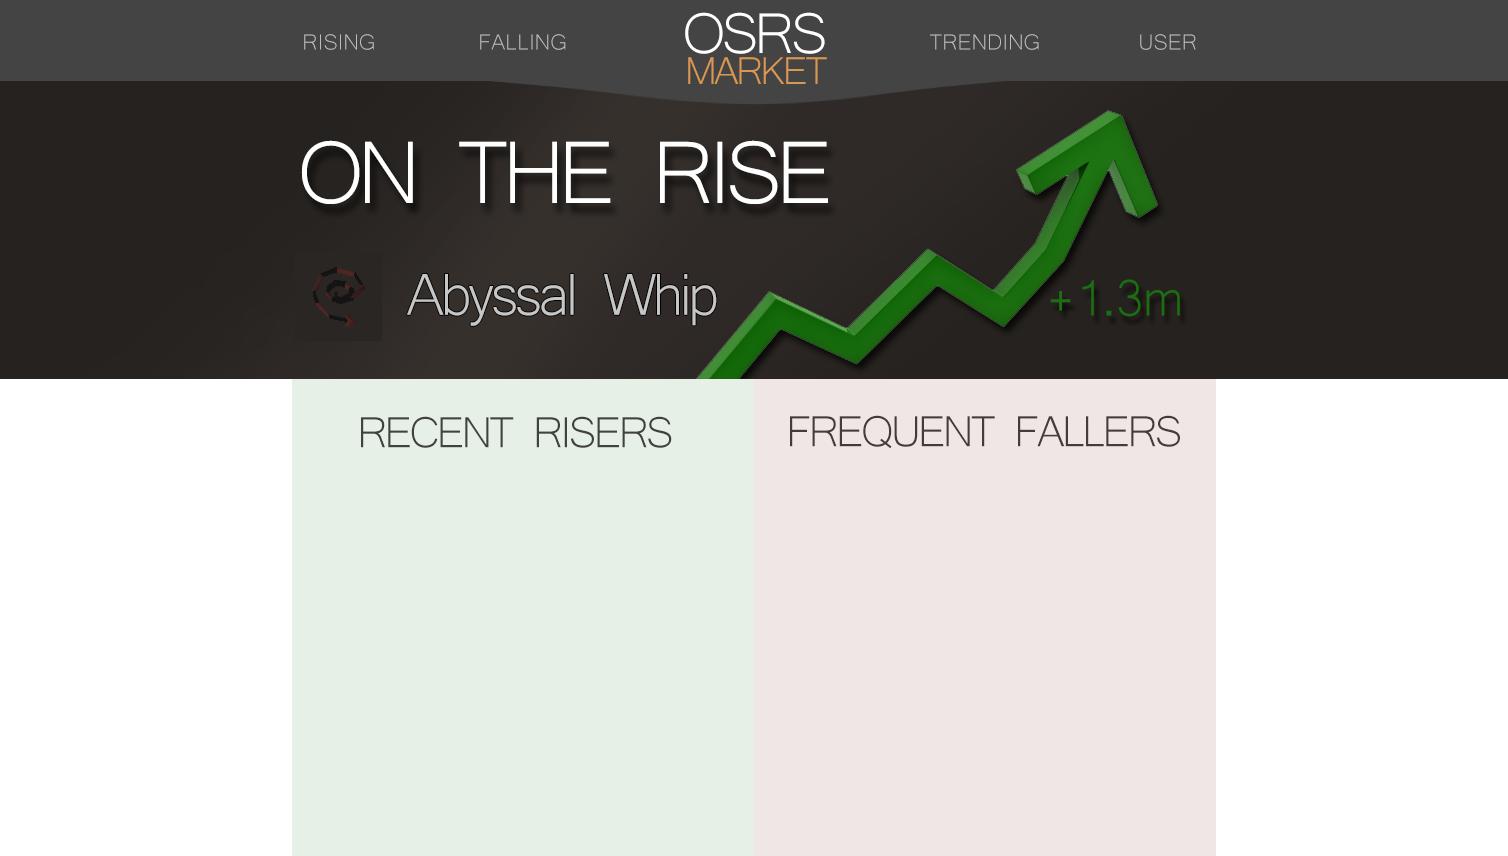 RISING FALLING OSRS MARKET TRENDING USER
ON THE RISE
Abyssal Whip +1.3m
RECENT RISERS FREQUENT FALLERS